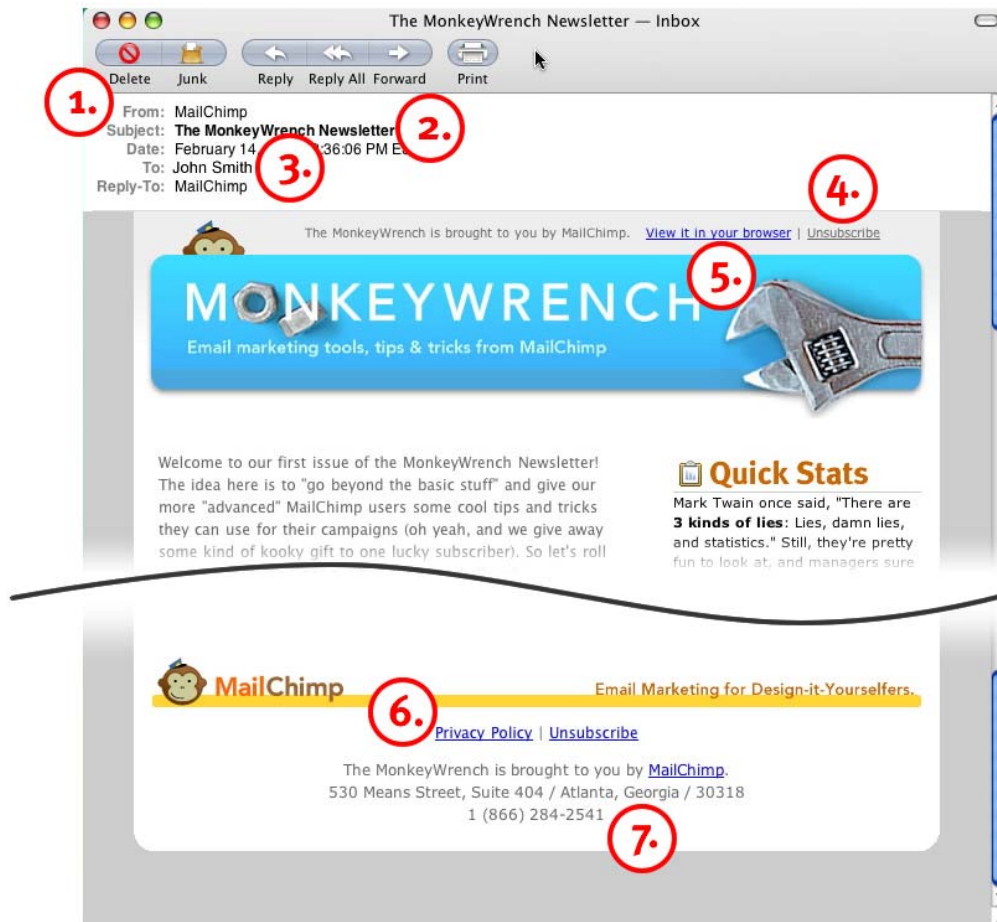 The MonkeyWrench Newsletter — Inbox
Delete Junk Reply Reply All Forward Print
1.
From: MailChimp
Subject: The MonkeyWrench Newsletter
2.
Date: February 14, :36:06 PM E
To: John Smith
3.
Reply-To: MailChimp
4.
The MonkeyWrench is brought to you by MailChimp. View it in your browser | Unsubscribe
5.
MONKEYWRENCH
Email marketing tools, tips & tricks from MailChimp
Welcome to our first issue of the MonkeyWrench Newsletter!
The idea here is to "go beyond the basic stuff" and give our
more "advanced" MailChimp users some cool tips and tricks
they can use for their campaigns (oh yeah, and we give away
some kind of kooky gift to one lucky subscriber). So let's roll
Quick Stats
Mark Twain once said, "There are
3 kinds of lies: Lies, damn lies,
and statistics." Still, they're pretty
fun to look at, and managers sure
MailChimp
Email Marketing for Design-it-Yourselfers.
6.
Privacy Policy | Unsubscribe
The MonkeyWrench is brought to you by MailChimp.
530 Means Street, Suite 404 / Atlanta, Georgia / 30318
1 (866) 284-2541
7.